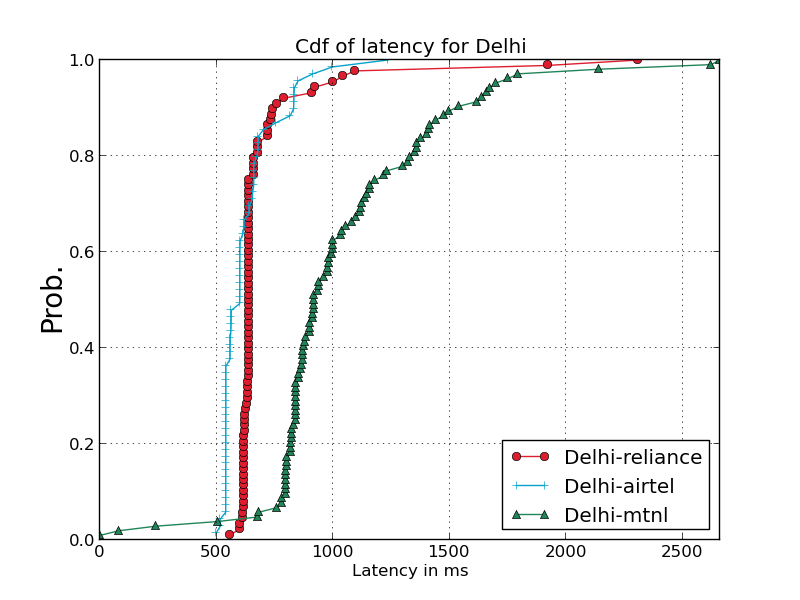 Cdf of latency for Delhi
1.0
0.8
0.6
0.4
0.2
0.0
Prob.
0
500
1000
1500
2000
2500
Latency in ms
Delhi-reliance
Delhi-airtel
Delhi-mtnl